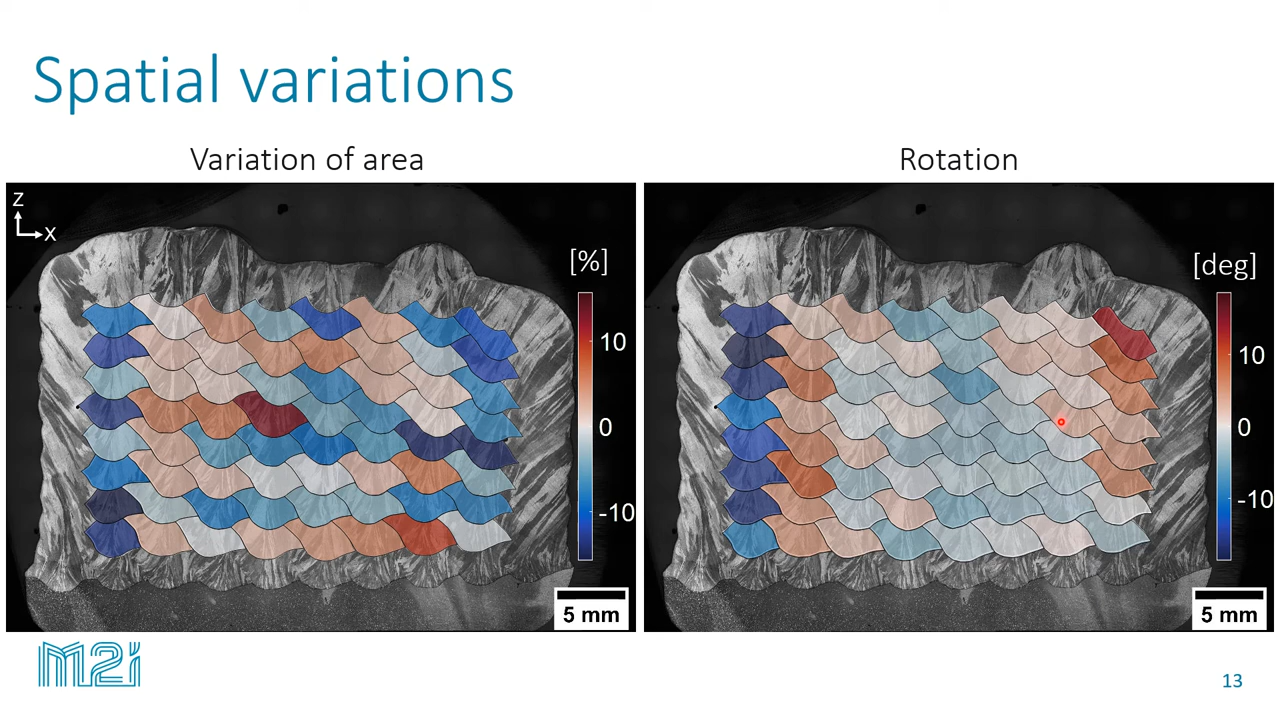 Spatial variations
Variation of area
Rotation
z
x
[%]
10
0
-10
5 mm
[deg]
10
0
-10
5 mm
M2i
13